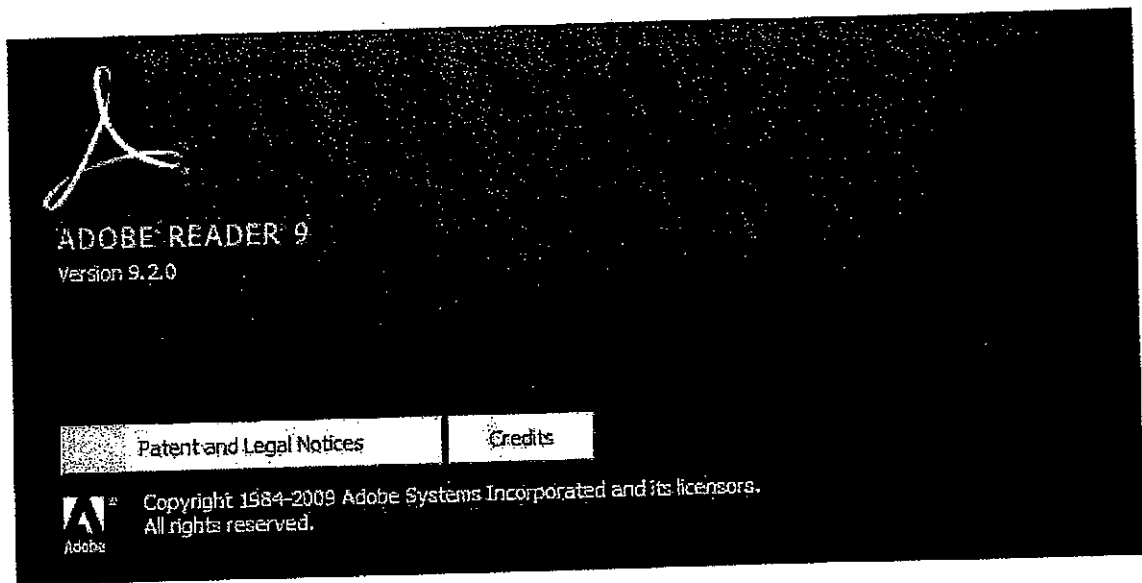 ADOBE READER 9
Version 9.2.0
Patent and Legal Notices
Credits
Copyright 1984-2009 Adobe Systems Incorporated and its licensors.
All rights reserved.
Adobe